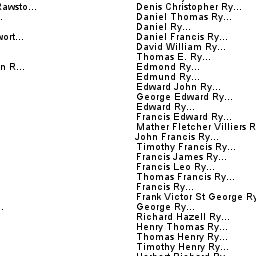 Rawsto...
Denis Christopher Ry...
Daniel Thomas Ry...
Daniel Ry...
wort...
Daniel Francis Ry...
David William Ry...
Thomas E. Ry...
n R...
Edmond Ry...
Edmund Ry...
Edward John Ry...
George Edward Ry...
Edward Ry...
Francis Edward Ry...
Mather Fletcher Villiers R
John Francis Ry...
Timothy Francis Ry...
Francis James Ry...
Francis Leo Ry...
Thomas Francis Ry...
Francis Ry...
Frank Victor St George Ry
George Ry...
Richard Hazell Ry...
Henry Thomas Ry...
Thomas Henry Ry...
Timothy Henry Ry...
Herbert Richard Ry...